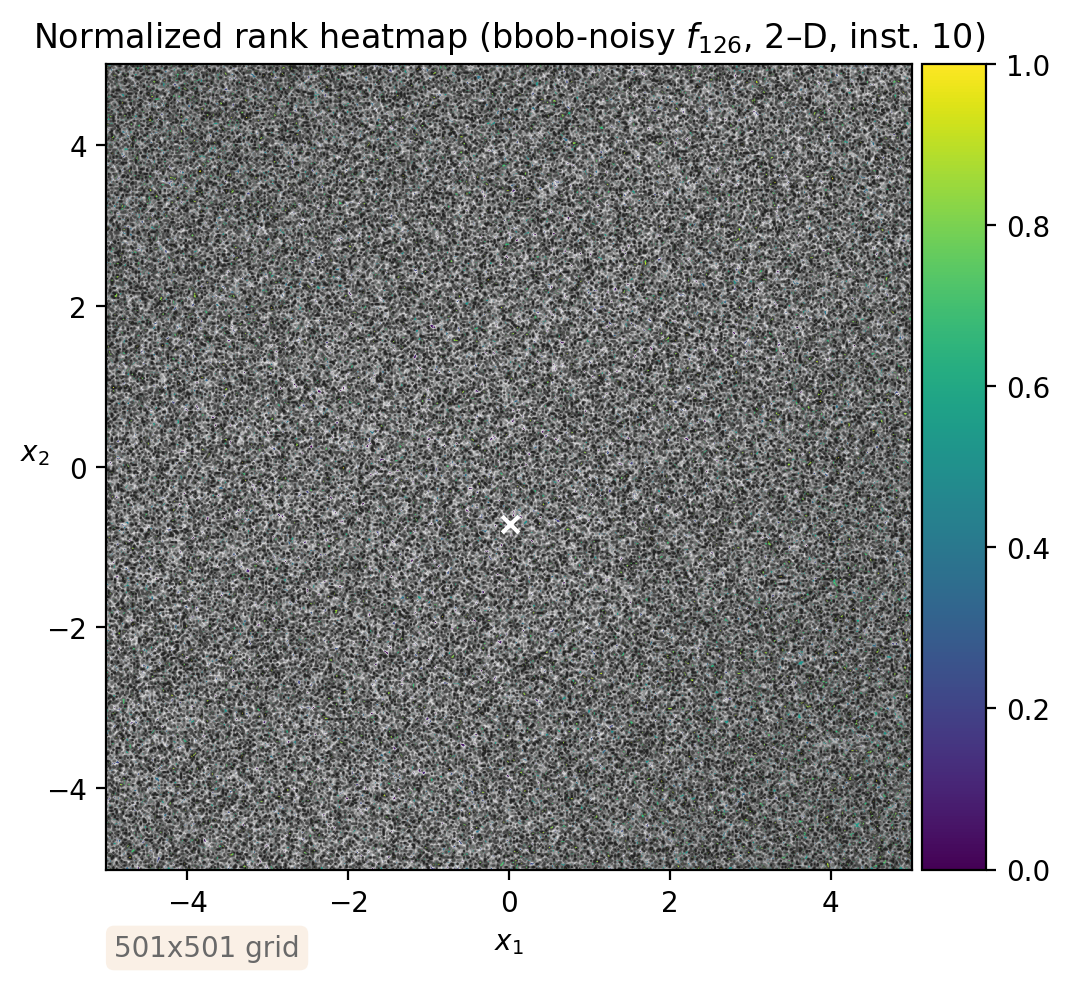 Normalized rank heatmap (bbob-noisy f₁₂₆, 2–D, inst. 10)
1.0
0.8
0.6
0.4
0.2
0.0
4
2
0
−2
−4
x₂
−4 −2 0 2 4
x₁
501x501 grid